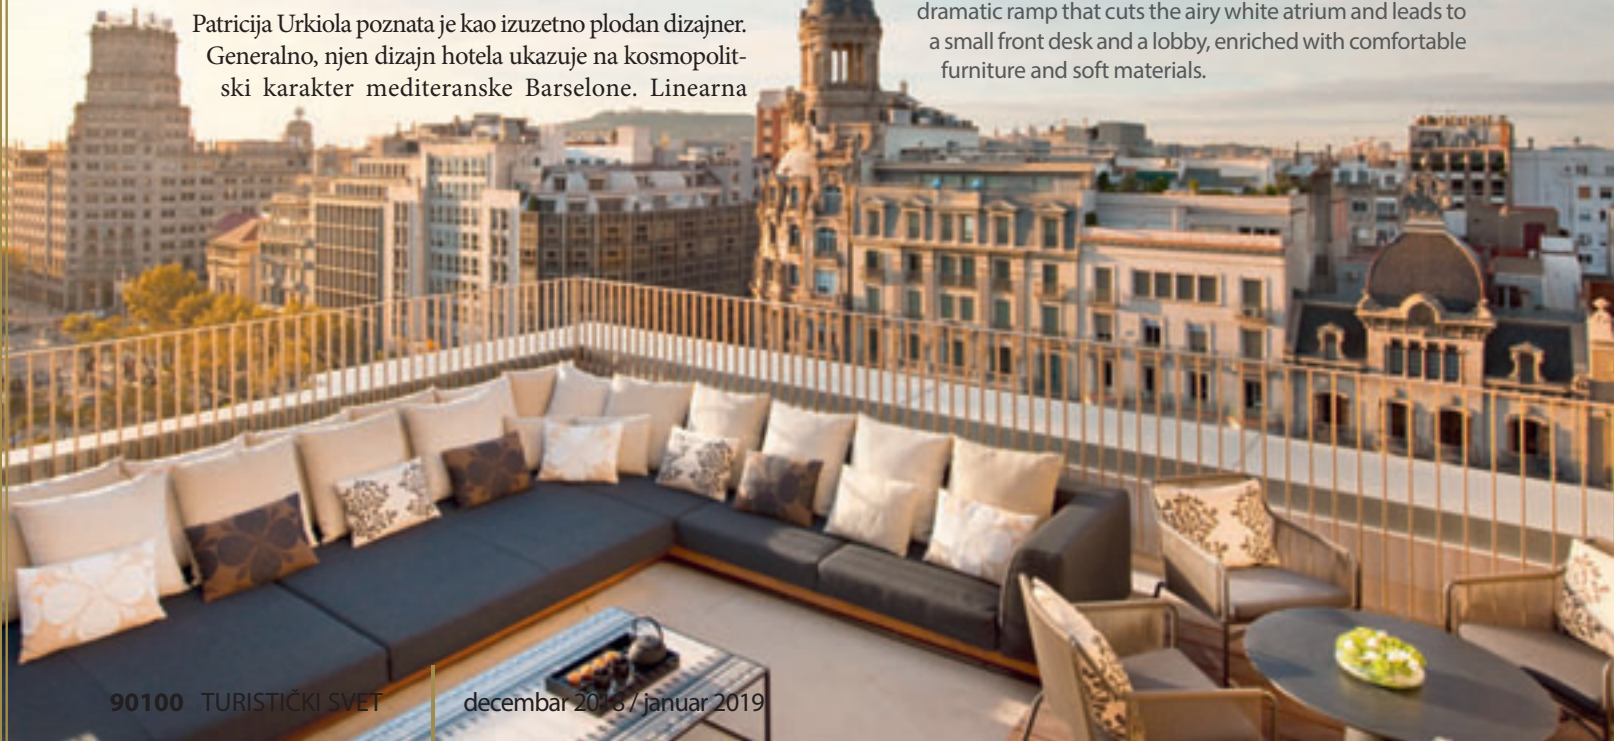 Patricija Urkiola poznata je kao izuzetno plodan dizajner.
Generalno, njen dizajn hotela ukazuje na kosmopolit-
ski karakter mediteranske Barselone. Linearna
dramatic ramp that cuts the airy white atrium and leads to
a small front desk and a lobby, enriched with comfortable
furniture and soft materials.
90100 TURISTIČKI SVET
decembar 2018 / januar 2019